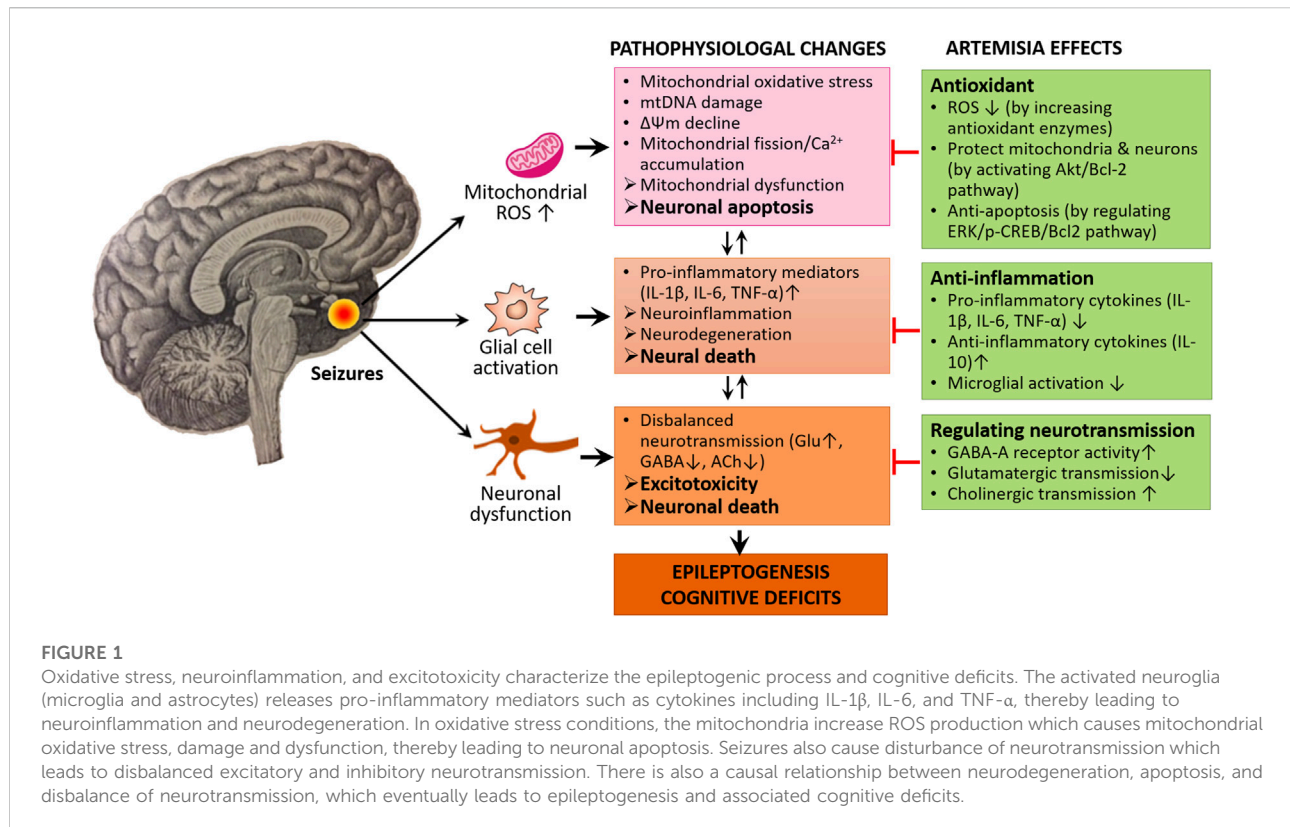 PATHOPHYSIOLOGAL CHANGES
ARTEMISIA EFFECTS
Seizures
Mitochondrial
ROS ↑
Glial cell
activation
Neuronal
dysfunction
• Mitochondrial oxidative stress
• mtDNA damage
• ΔΨm decline
• Mitochondrial fission/Ca²⁺
accumulation
➢ Mitochondrial dysfunction
➢ Neuronal apoptosis
• Pro-inflammatory mediators
(IL-1β, IL-6, TNF-α)↑
➢ Neuroinflammation
➢ Neurodegeneration
➢ Neural death
• Disbalanced
neurotransmission (Glu↑,
GABA↓, ACh↓)
➢ Excitotoxicity
➢ Neuronal death
EPILEPTOGENESIS
COGNITIVE DEFICITS
Antioxidant
• ROS ↓ (by increasing
antioxidant enzymes)
• Protect mitochondria & neurons
(by activating Akt/Bcl-2
pathway)
• Anti-apoptosis (by regulating
ERK/p-CREB/Bcl2 pathway)
Anti-inflammation
• Pro-inflammatory cytokines (IL-
1β, IL-6, TNF-α) ↓
• Anti-inflammatory cytokines (IL-
10)↑
• Microglial activation ↓
Regulating neurotransmission
• GABA-A receptor activity↑
• Glutamatergic transmission↓
• Cholinergic transmission ↑
FIGURE 1
Oxidative stress, neuroinflammation, and excitotoxicity characterize the epileptogenic process and cognitive deficits. The activated neuroglia
(microglia and astrocytes) releases pro-inflammatory mediators such as cytokines including IL-1β, IL-6, and TNF-α, thereby leading to
neuroinflammation and neurodegeneration. In oxidative stress conditions, the mitochondria increase ROS production which causes mitochondrial
oxidative stress, damage and dysfunction, thereby leading to neuronal apoptosis. Seizures also cause disturbance of neurotransmission which
leads to disbalanced excitatory and inhibitory neurotransmission. There is also a causal relationship between neurodegeneration, apoptosis, and
disbalance of neurotransmission, which eventually leads to epileptogenesis and associated cognitive deficits.